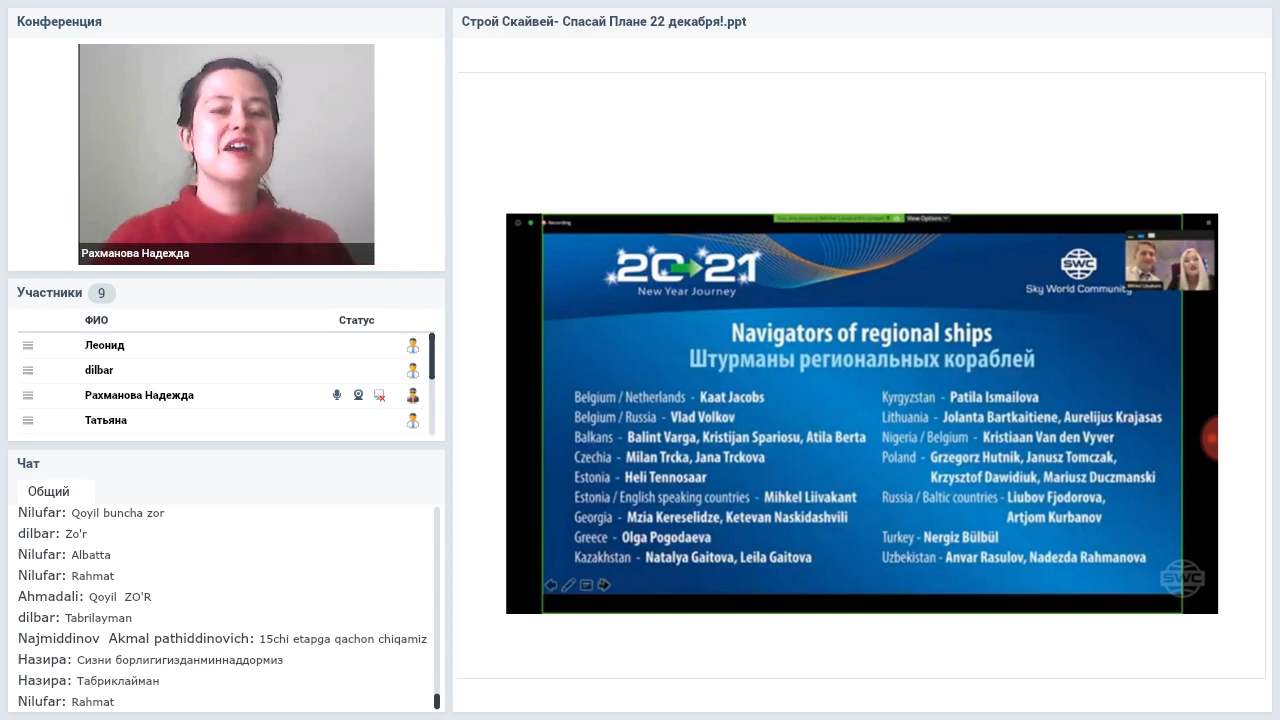 Конференция
Рахманова Надежда
Участники 9
ФИО Статус
Леонид
dilbar
Рахманова Надежда
Татьяна
Чат
Общий
Nilufar: Qoyil buncha zor
dilbar: Zo'r
Nilufar: Albatta
Nilufar: Rahmat
Ahmadali: Qoyil ZO'R
dilbar: Tabrilayman
Najmiddinov Akmal pathiddinovich: 15chi etapga qachon chiqamiz
Назира: Сизни борлигигизданминнаддормиз
Назира: Табриклайман
Nilufar: Rahmat
Строй Скайвей- Спасай Плане 22 декабря!.ppt
Recording
View Options
2021
New Year Journey
SWC
Sky World Community
Navigators of regional ships
Штурманы региональных кораблей
Belgium / Netherlands - Kaat Jacobs
Belgium / Russia - Vlad Volkov
Balkans - Balint Varga, Kristijan Spariosu, Atila Berta
Czechia - Milan Trcka, Jana Trckova
Estonia - Heli Tennosaar
Estonia / English speaking countries - Mihkel Liivakant
Georgia - Mzia Kereselidze, Ketevan Naskidashvili
Greece - Olga Pogodaeva
Kazakhstan - Natalya Gaitova, Leila Gaitova
Kyrgyzstan - Patila Ismailova
Lithuania - Jolanta Bartkaitiene, Aurelijus Krajasas
Nigeria / Belgium - Kristiaan Van den Vyver
Poland - Grzegorz Hutnik, Janusz Tomczak,
Krzysztof Dawidiuk, Mariusz Duczmanski
Russia / Baltic countries - Liubov Fjodorova,
Artjom Kurbanov
Turkey - Nergiz Bülbül
Uzbekistan - Anvar Rasulov, Nadezda Rahmanova
SWC